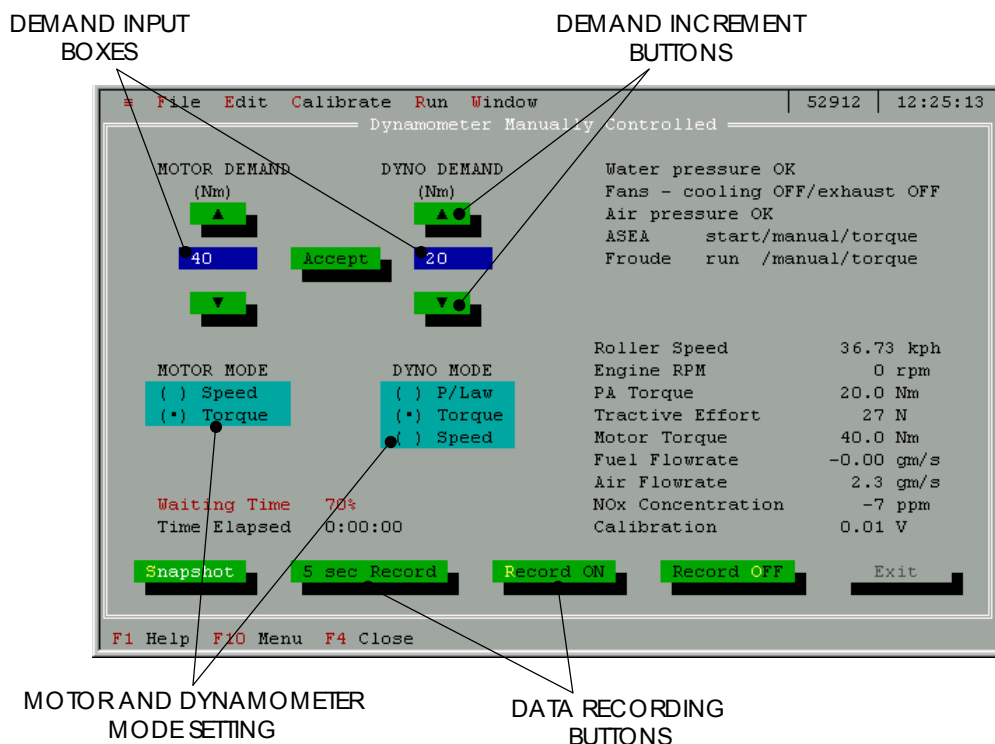 DEMAND INPUT
BOXES
DEMAND INCREMENT
BUTTONS
≡ File Edit Calibrate Run Window 52912 12:25:13
Dynamometer Manually Controlled
MOTOR DEMAND
(Nm)
▲
40
▼
Accept
DYNO DEMAND
(Nm)
▲
20
▼
Water pressure OK
Fans - cooling OFF/exhaust OFF
Air pressure OK
ASEA start/manual/torque
Froude run /manual/torque
MOTOR MODE
( ) Speed
(•) Torque
DYNO MODE
( ) P/Law
(•) Torque
( ) Speed
Roller Speed 36.73 kph
Engine RPM 0 rpm
PA Torque 20.0 Nm
Tractive Effort 27 N
Motor Torque 40.0 Nm
Fuel Flowrate -0.00 gm/s
Air Flowrate 2.3 gm/s
NOx Concentration -7 ppm
Calibration 0.01 V
Waiting Time 70%
Time Elapsed 0:00:00
Snapshot 5 sec Record Record ON Record OFF Exit
F1 Help F10 Menu F4 Close
MOTOR AND DYNAMOMETER
MODE SETTING
DATA RECORDING
BUTTONS